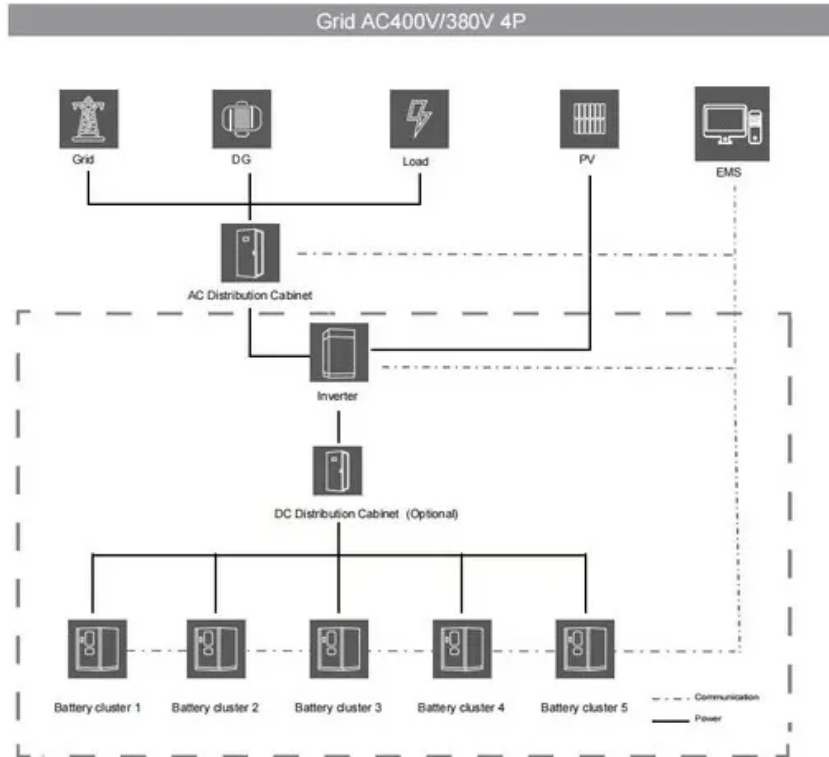 Grid AC400V/380V 4P
Grid
DG
Load
PV
EMS
AC Distribution Cabinet
Inverter
DC Distribution Cabinet (Optional)
Battery cluster 1
Battery cluster 2
Battery cluster 3
Battery cluster 4
Battery cluster 5
Communication
Power